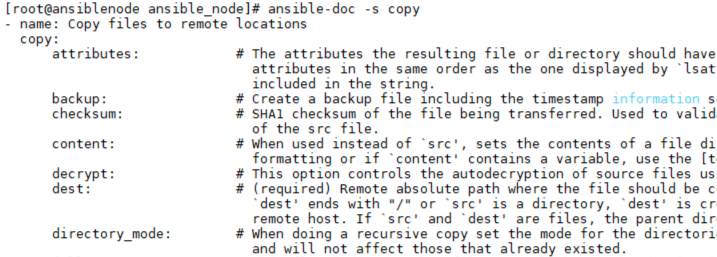 [root@ansiblenode ansible_node]# ansible-doc -s copy
- name: Copy files to remote locations
  copy:
      attributes:            # The attributes the resulting file or directory should have
                               attributes in the same order as the one displayed by `lsat
                               included in the string.
      backup:                # Create a backup file including the timestamp information s
      checksum:              # SHA1 checksum of the file being transferred. Used to valid
                               of the src file.
      content:               # When used instead of `src', sets the contents of a file di
                               formatting or if `content' contains a variable, use the [t
      decrypt:               # This option controls the autodecryption of source files us
      dest:                  # (required) Remote absolute path where the file should be c
                               `dest' ends with "/" or `src' is a directory, `dest' is cr
                               remote host. If `src' and `dest' are files, the parent dir
      directory_mode:        # When doing a recursive copy set the mode for the directori
                               and will not affect those that already existed.